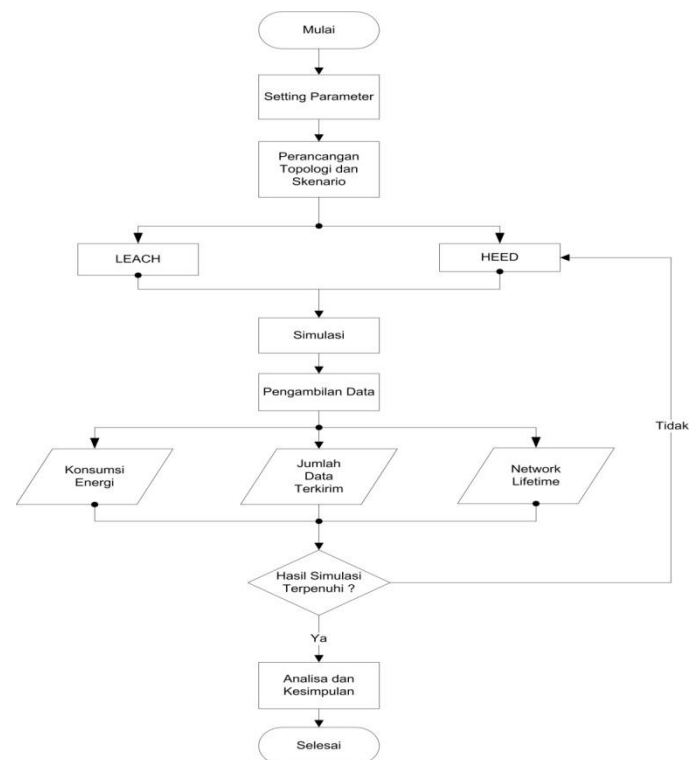 Mulai
Setting Parameter
Perancangan
Topologi dan
Skenario
LEACH
HEED
Simulasi
Pengambilan Data
Tidak
Konsumsi
Energi
Jumlah
Data
Terkirim
Network
Lifetime
Hasil Simulasi
Terpenuhi ?
Ya
Analisa dan
Kesimpulan
Selesai